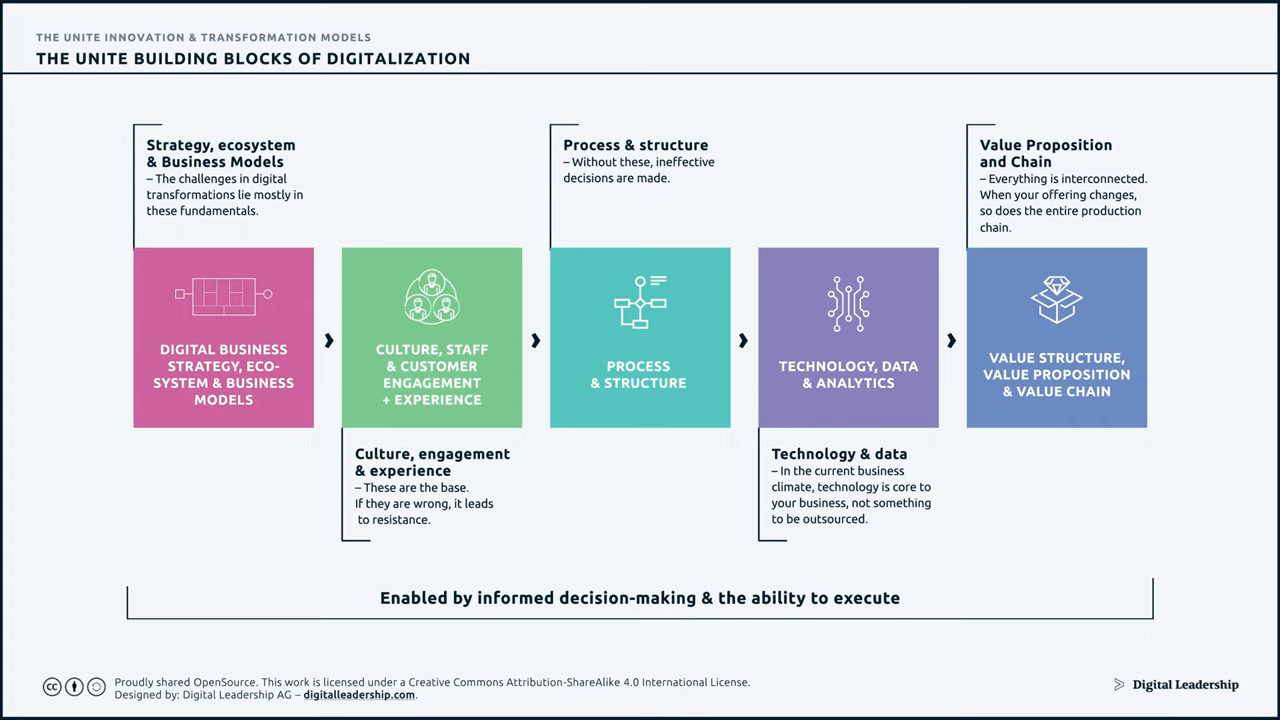 THE UNITE INNOVATION & TRANSFORMATION MODELS
THE UNITE BUILDING BLOCKS OF DIGITALIZATION
Strategy, ecosystem
& Business Models
– The challenges in digital
transformations lie mostly in
these fundamentals.
Process & structure
– Without these, ineffective
decisions are made.
Value Proposition
and Chain
– Everything is interconnected.
When your offering changes,
so does the entire production
chain.
DIGITAL BUSINESS
STRATEGY, ECO-
SYSTEM & BUSINESS
MODELS
CULTURE, STAFF
& CUSTOMER
ENGAGEMENT
+ EXPERIENCE
PROCESS
& STRUCTURE
TECHNOLOGY, DATA
& ANALYTICS
VALUE STRUCTURE,
VALUE PROPOSITION
& VALUE CHAIN
Culture, engagement
& experience
– These are the base.
If they are wrong, it leads
to resistance.
Technology & data
– In the current business
climate, technology is core to
your business, not something
to be outsourced.
Enabled by informed decision-making & the ability to execute
cc
Proudly shared OpenSource. This work is licensed under a Creative Commons Attribution-ShareAlike 4.0 International License.
Designed by: Digital Leadership AG – digitalleadership.com.
Digital Leadership